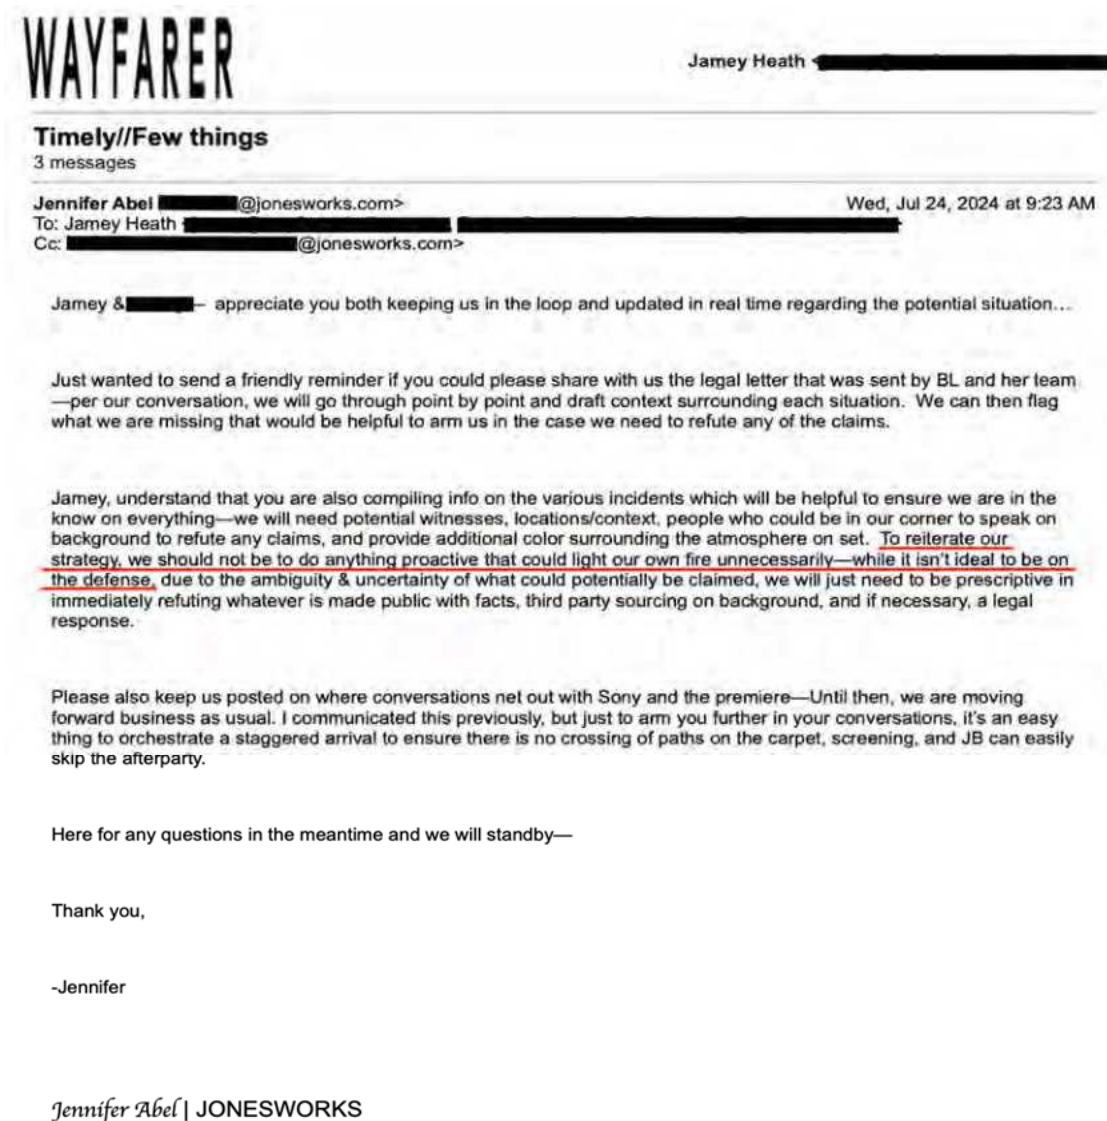 WAYFARER
Jamey Heath <
Timely//Few things
3 messages
Jennifer Abel @jonesworks.com>
Wed, Jul 24, 2024 at 9:23 AM
To: Jamey Heath
Cc: @jonesworks.com>
Jamey & – appreciate you both keeping us in the loop and updated in real time regarding the potential situation…
Just wanted to send a friendly reminder if you could please share with us the legal letter that was sent by BL and her team
—per our conversation, we will go through point by point and draft context surrounding each situation. We can then flag
what we are missing that would be helpful to arm us in the case we need to refute any of the claims.
Jamey, understand that you are also compiling info on the various incidents which will be helpful to ensure we are in the
know on everything—we will need potential witnesses, locations/context, people who could be in our corner to speak on
background to refute any claims, and provide additional color surrounding the atmosphere on set. To reiterate our
strategy, we should not be to do anything proactive that could light our own fire unnecessarily—while it isn't ideal to be on
the defense, due to the ambiguity & uncertainty of what could potentially be claimed, we will just need to be prescriptive in
immediately refuting whatever is made public with facts, third party sourcing on background, and if necessary, a legal
response.
Please also keep us posted on where conversations net out with Sony and the premiere—Until then, we are moving
forward business as usual. I communicated this previously, but just to arm you further in your conversations, it's an easy
thing to orchestrate a staggered arrival to ensure there is no crossing of paths on the carpet, screening, and JB can easily
skip the afterparty.
Here for any questions in the meantime and we will standby—
Thank you,
-Jennifer
Jennifer Abel | JONESWORKS